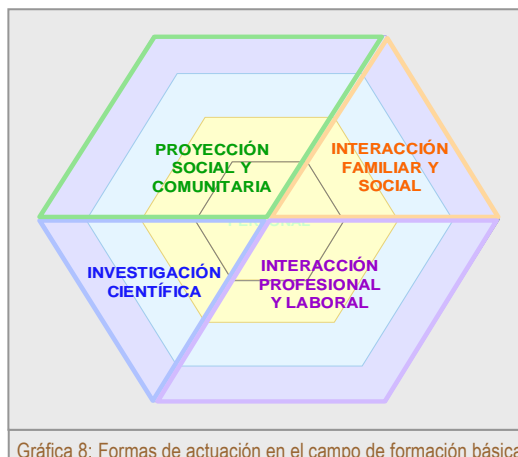 PROYECCIÓN
SOCIAL Y
COMUNITARIA
INTERACCIÓN
FAMILIAR Y
SOCIAL
INVESTIGACIÓN
CIENTÍFICA
INTERACCIÓN
PROFESIONAL
Y LABORAL
Gráfica 8: Formas de actuación en el campo de formación básica